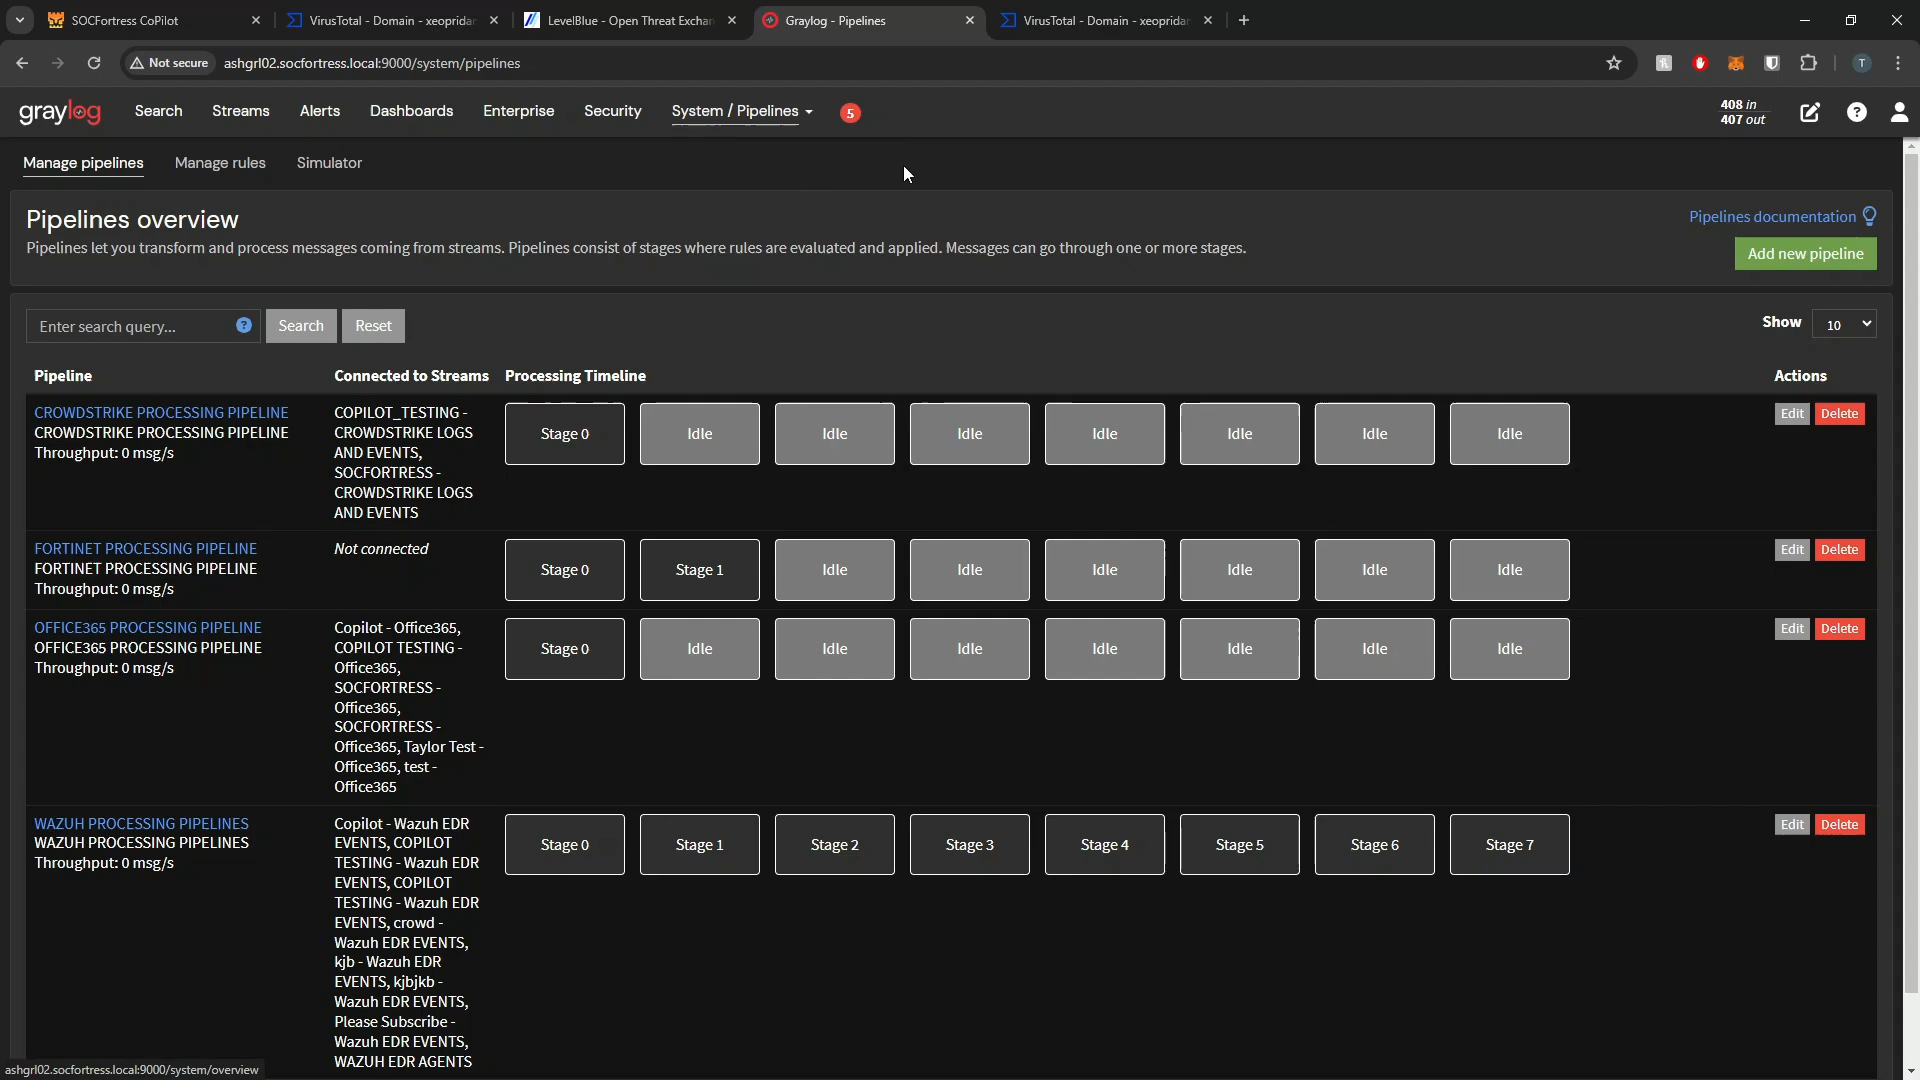 SOCFortress CoPilot
VirusTotal - Domain - xeopridar
LevelBlue - Open Threat Exchan
Graylog - Pipelines
VirusTotal - Domain - xeopridar
Not secure
ashgrl02.socfortress.local:9000/system/pipelines
T
graylog
Search
Streams
Alerts
Dashboards
Enterprise
Security
System / Pipelines
5
408 in
407 out
Manage pipelines
Manage rules
Simulator
Pipelines overview
Pipelines documentation
Pipelines let you transform and process messages coming from streams. Pipelines consist of stages where rules are evaluated and applied. Messages can go through one or more stages.
Add new pipeline
Enter search query...
Search
Reset
Show
10
Pipeline
Connected to Streams
Processing Timeline
Actions
CROWDSTRIKE PROCESSING PIPELINE
CROWDSTRIKE PROCESSING PIPELINE
Throughput: 0 msg/s
COPILOT_TESTING -
CROWDSTRIKE LOGS
AND EVENTS,
SOCFORTRESS -
CROWDSTRIKE LOGS
AND EVENTS
Stage 0
Idle
Idle
Idle
Idle
Idle
Idle
Idle
Edit
Delete
FORTINET PROCESSING PIPELINE
FORTINET PROCESSING PIPELINE
Throughput: 0 msg/s
Not connected
Stage 0
Stage 1
Idle
Idle
Idle
Idle
Idle
Idle
Edit
Delete
OFFICE365 PROCESSING PIPELINE
OFFICE365 PROCESSING PIPELINE
Throughput: 0 msg/s
Copilot - Office365,
COPILOT TESTING -
Office365,
SOCFORTRESS -
Office365,
SOCFORTRESS -
Office365, Taylor Test -
Office365, test -
Office365
Stage 0
Idle
Idle
Idle
Idle
Idle
Idle
Idle
Edit
Delete
WAZUH PROCESSING PIPELINES
WAZUH PROCESSING PIPELINES
Throughput: 0 msg/s
Copilot - Wazuh EDR
EVENTS, COPILOT
TESTING - Wazuh EDR
EVENTS, COPILOT
TESTING - Wazuh EDR
EVENTS, crowd -
Wazuh EDR EVENTS,
kjb - Wazuh EDR
EVENTS, kjbjkb -
Wazuh EDR EVENTS,
Please Subscribe -
Wazuh EDR EVENTS,
WAZUH EDR AGENTS
Stage 0
Stage 1
Stage 2
Stage 3
Stage 4
Stage 5
Stage 6
Stage 7
Edit
Delete
ashgrl02.socfortress.local:9000/system/overview